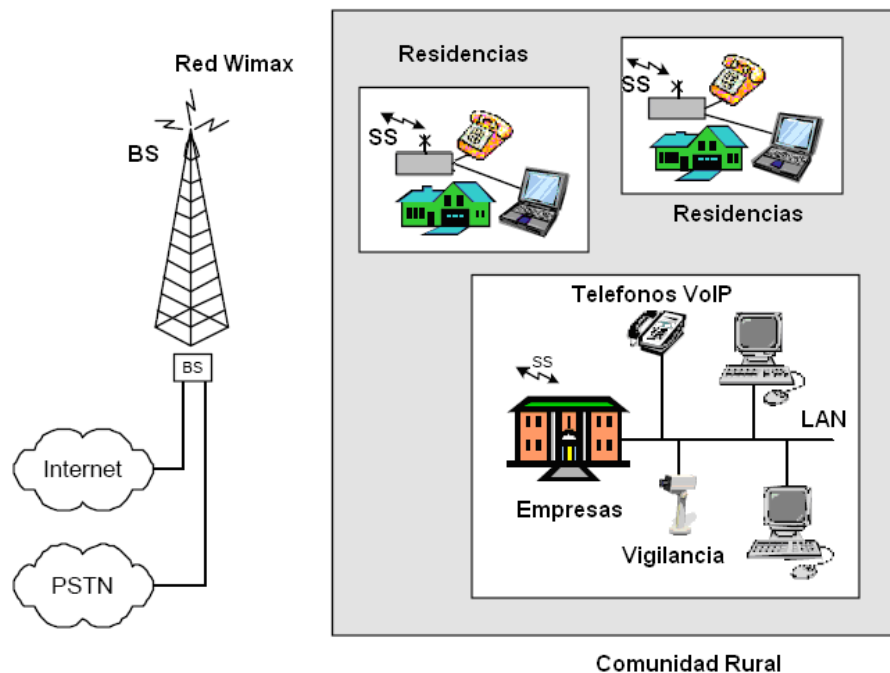 Red Wimax
BS
BS
Internet
PSTN
Residencias
SS
SS
Residencias
Telefonos VoIP
SS
LAN
Empresas
Vigilancia
Comunidad Rural